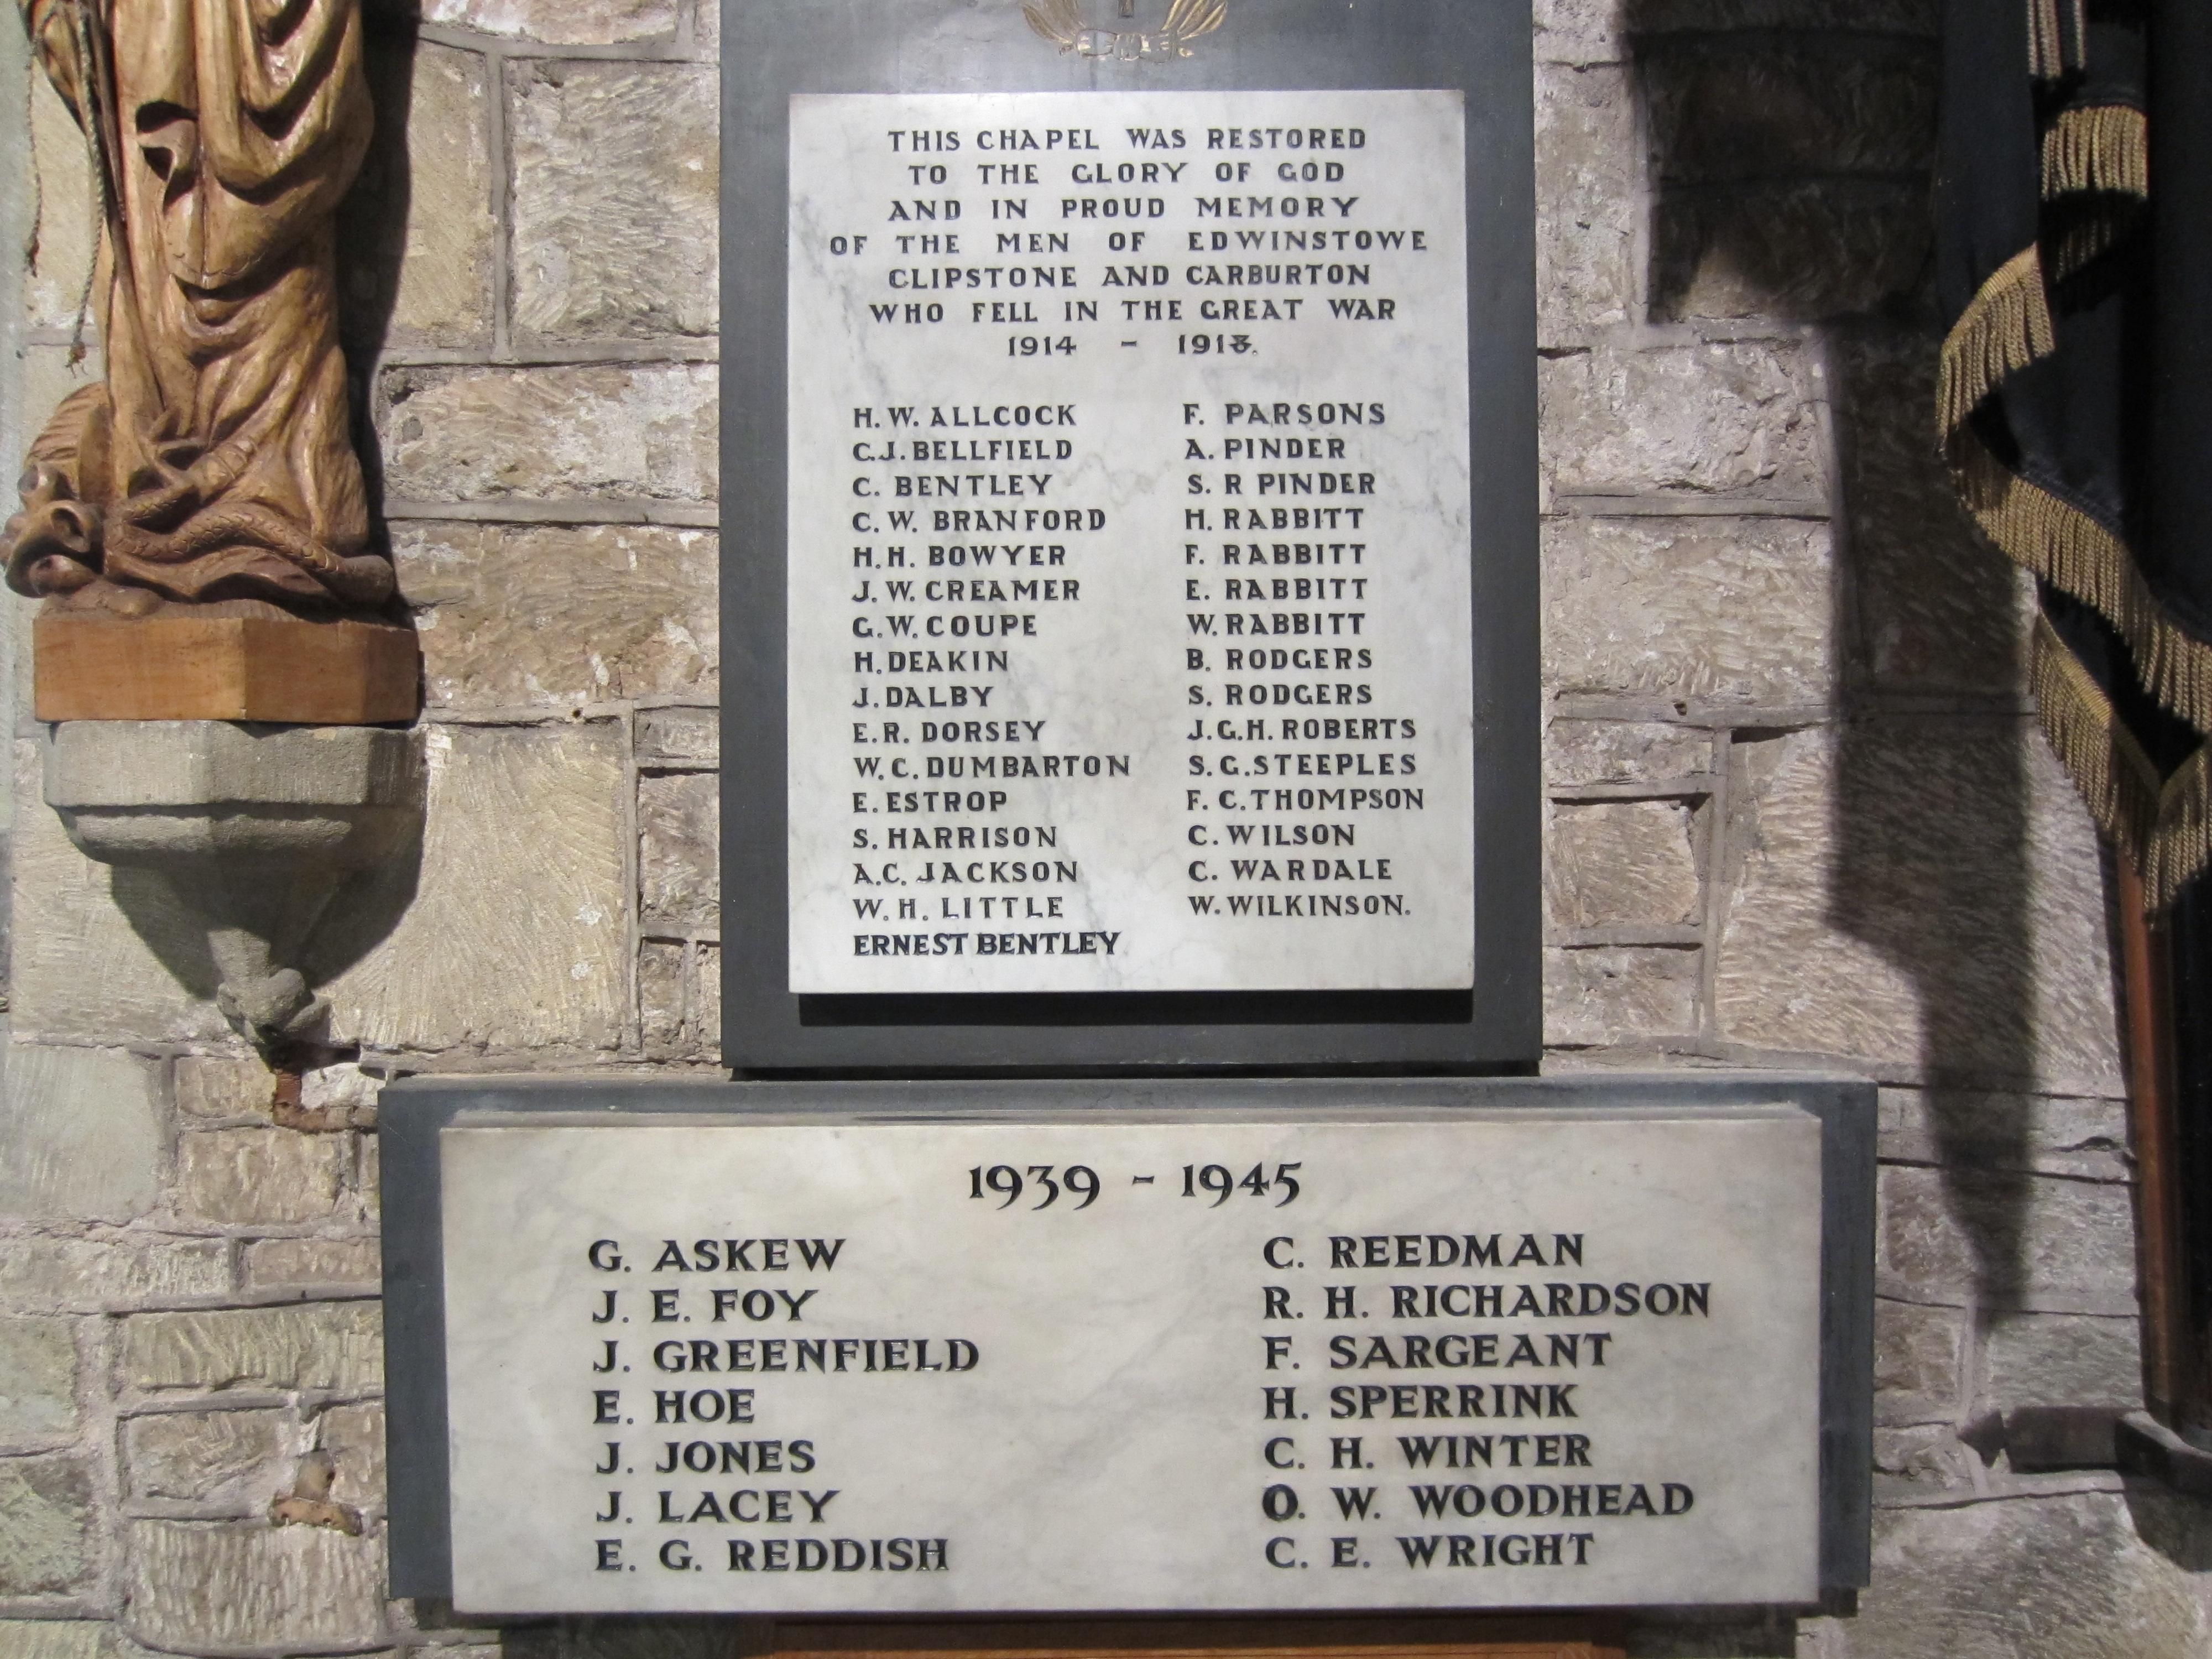 THIS CHAPEL WAS RESTORED
TO THE GLORY OF GOD
AND IN PROUD MEMORY
OF THE MEN OF EDWINSTOWE
CLIPSTONE AND CARBURTON
WHO FELL IN THE GREAT WAR
1914 - 1918.
H. W. ALLCOCK
C.J. BELLFIELD
C. BENTLEY
C. W. BRANFORD
H. H. BOWYER
J. W. CREAMER
G. W. COUPE
H. DEAKIN
J. DALBY
E. R. DORSEY
W. C. DUMBARTON
E. ESTROP
S. HARRISON
A.C. JACKSON
W. H. LITTLE
ERNEST BENTLEY
F. PARSONS
A. PINDER
S. R PINDER
H. RABBITT
F. RABBITT
E. RABBITT
W. RABBITT
B. RODGERS
S. RODGERS
J.G.H. ROBERTS
S.G. STEEPLES
F. C. THOMPSON
C. WILSON
C. WARDALE
W. WILKINSON.
1939 - 1945
G. ASKEW
J. E. FOY
J. GREENFIELD
E. HOE
J. JONES
J. LACEY
E. G. REDDISH
C. REEDMAN
R. H. RICHARDSON
F. SARGEANT
H. SPERRINK
C. H. WINTER
O. W. WOODHEAD
C. E. WRIGHT